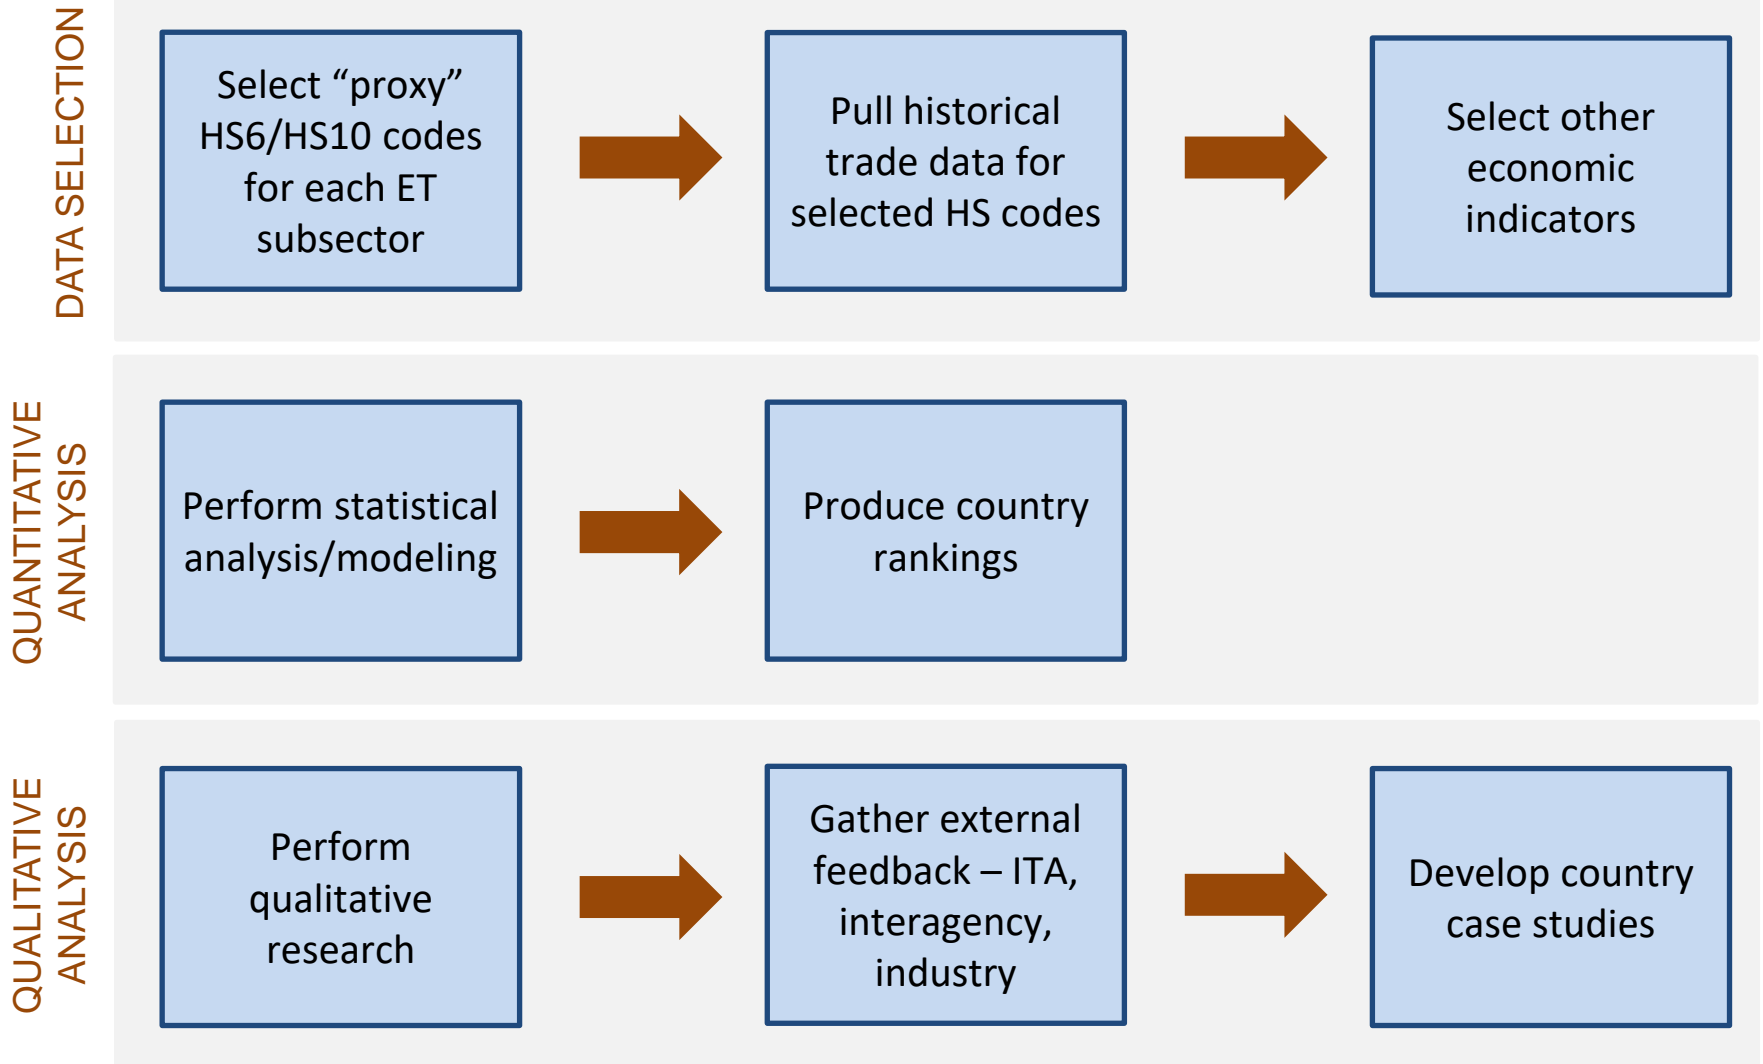 DATA SELECTION
Select “proxy”
HS6/HS10 codes
for each ET
subsector
Pull historical
trade data for
selected HS codes
Select other
economic
indicators
QUANTITATIVE
ANALYSIS
Perform statistical
analysis/modeling
Produce country
rankings
QUALITATIVE
ANALYSIS
Perform
qualitative
research
Gather external
feedback – ITA,
interagency,
industry
Develop country
case studies